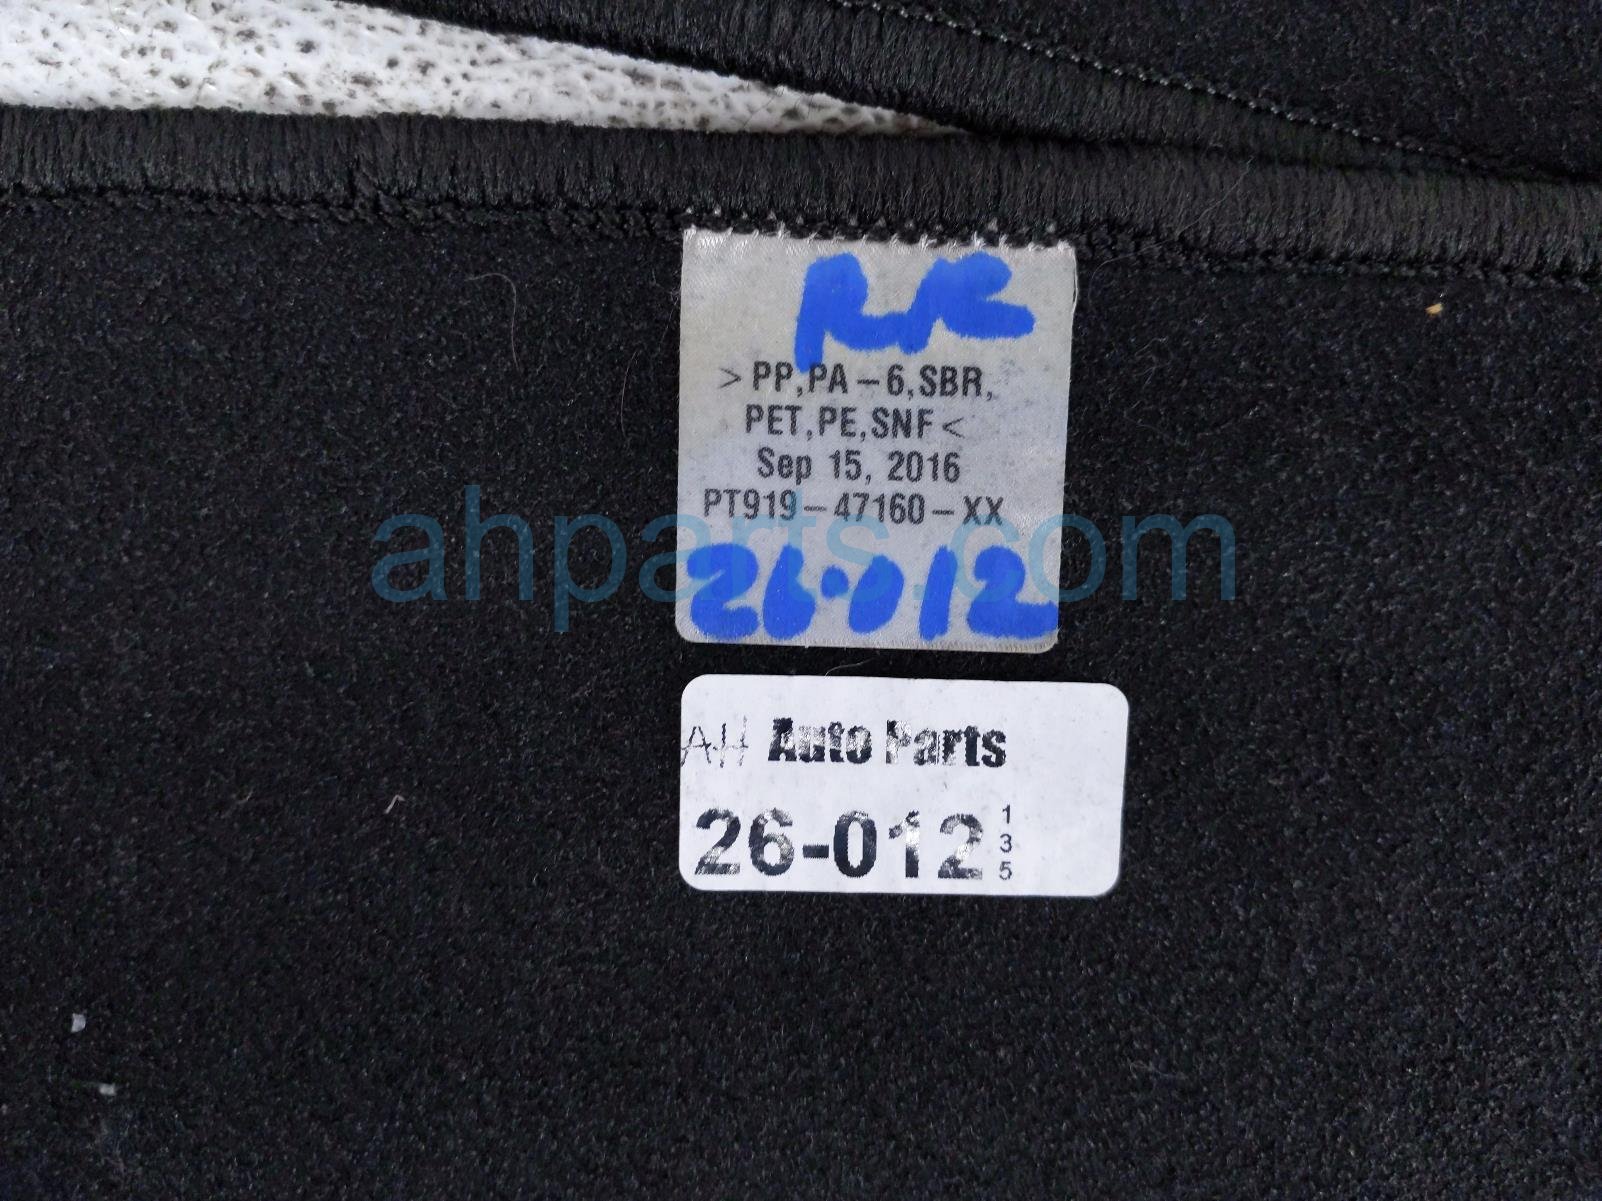 RR
>PP,PA-6,SBR,
PET,PE,SNF<
Sep 15, 2016
PT919-47160-XX
ahparts.com
26.012
AH Auto Parts
26-012
1
3
5